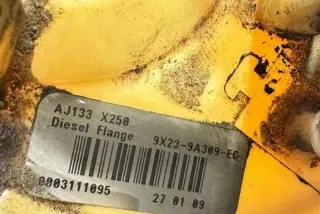 AJ133 X250
Diesel Flange 9X23-9A309-EC
0003111095 27 01 09